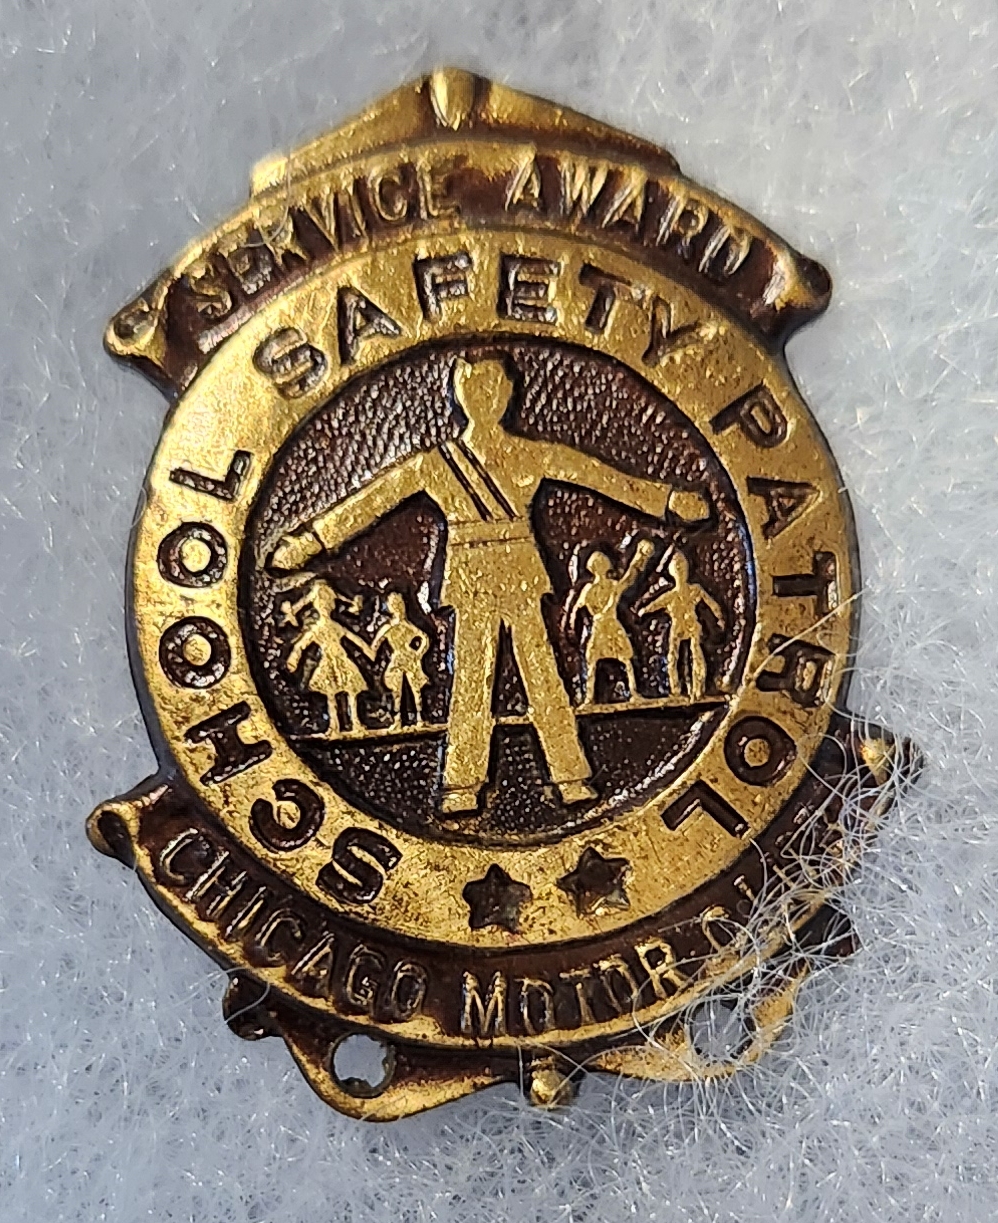 SERVICE AWARD
SCHOOL SAFETY PATROL
CHICAGO MOTOR